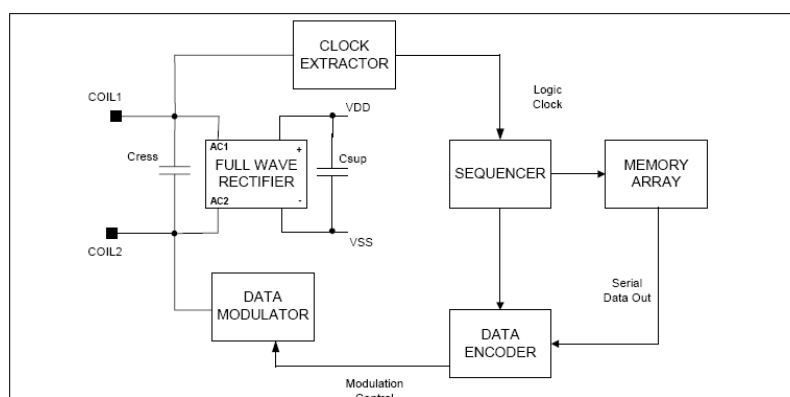 CLOCK
EXTRACTOR
COIL1
VDD
Logic
Clock
AC1
+
Cress
FULL WAVE
RECTIFIER
Csup
SEQUENCER
MEMORY
ARRAY
AC2
-
VSS
COIL2
DATA
MODULATOR
Serial
Data Out
DATA
ENCODER
Modulation
Control